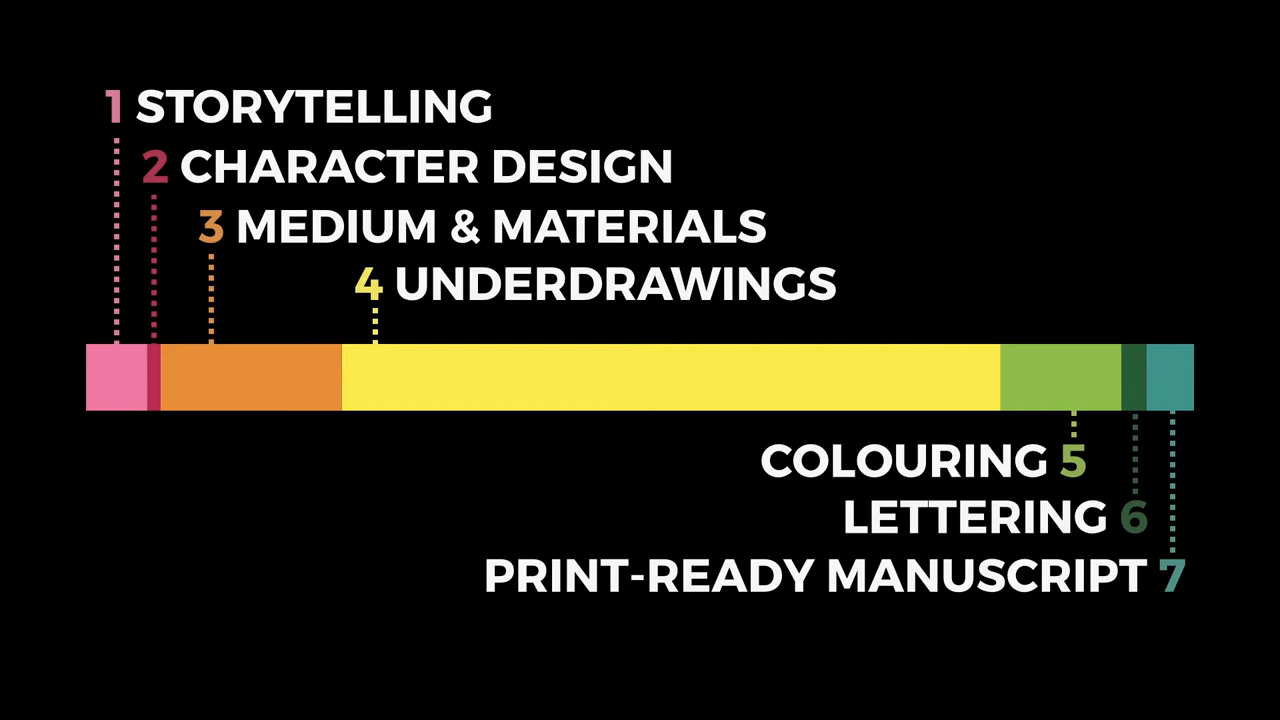 1 STORYTELLING
2 CHARACTER DESIGN
3 MEDIUM & MATERIALS
4 UNDERDRAWINGS
COLOURING 5
LETTERING 6
PRINT-READY MANUSCRIPT 7